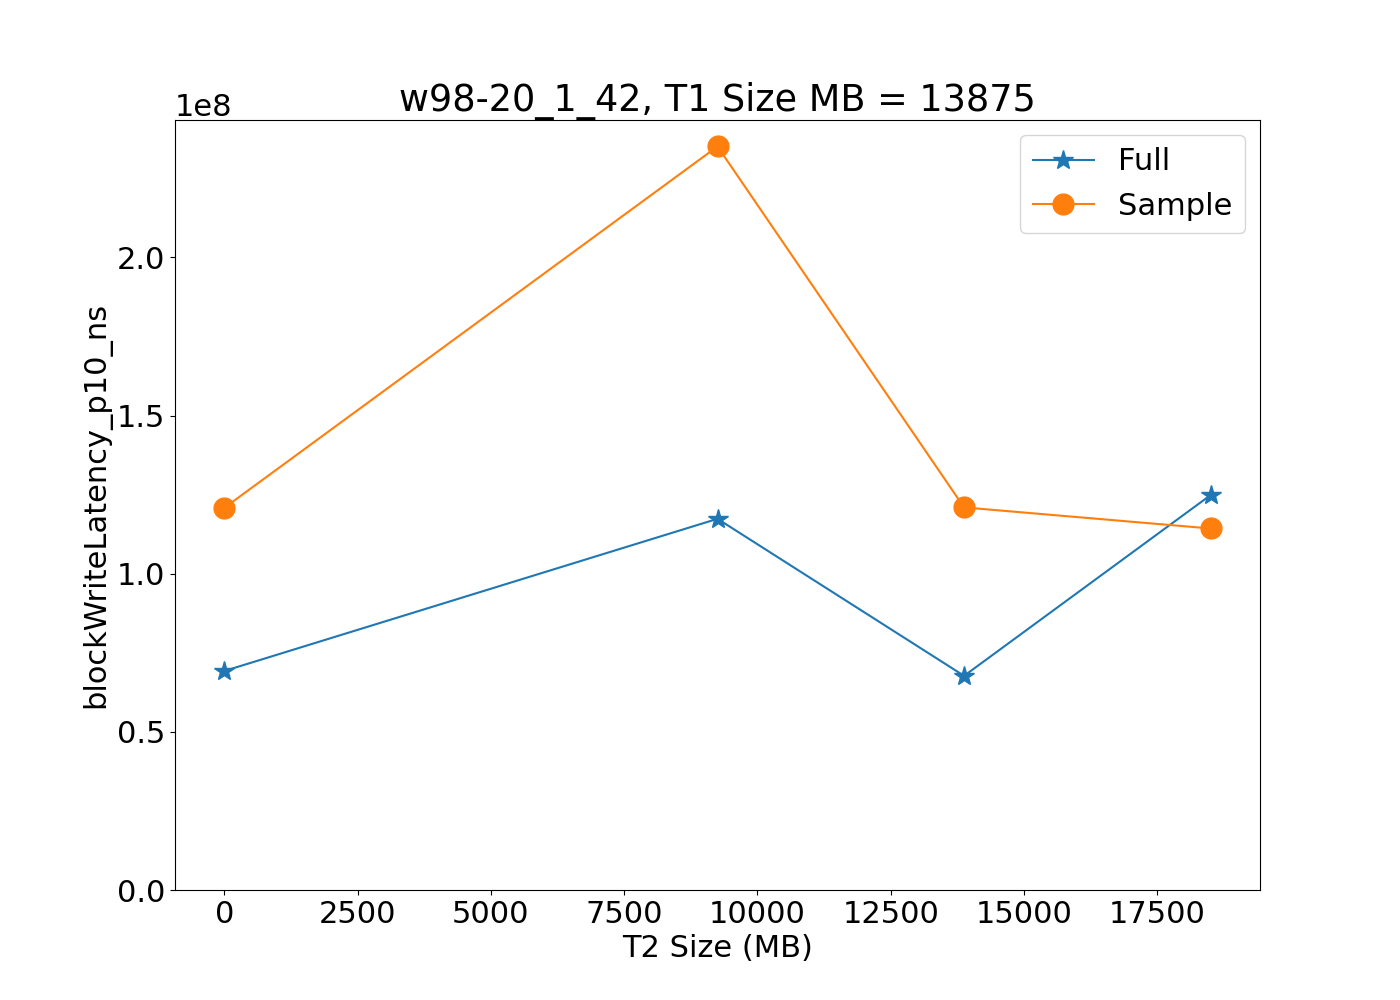 w98-20_1_42, T1 Size MB = 13875
1e8
Full
Sample
2.0
1.5
1.0
0.5
0.0
blockWriteLatency_p10_ns
0 2500 5000 7500 10000 12500 15000 17500
T2 Size (MB)